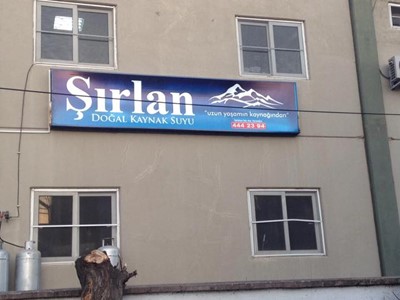 Şırlan
DOĞAL KAYNAK SUYU
"uzun yaşamın kaynağından"
444 33 94